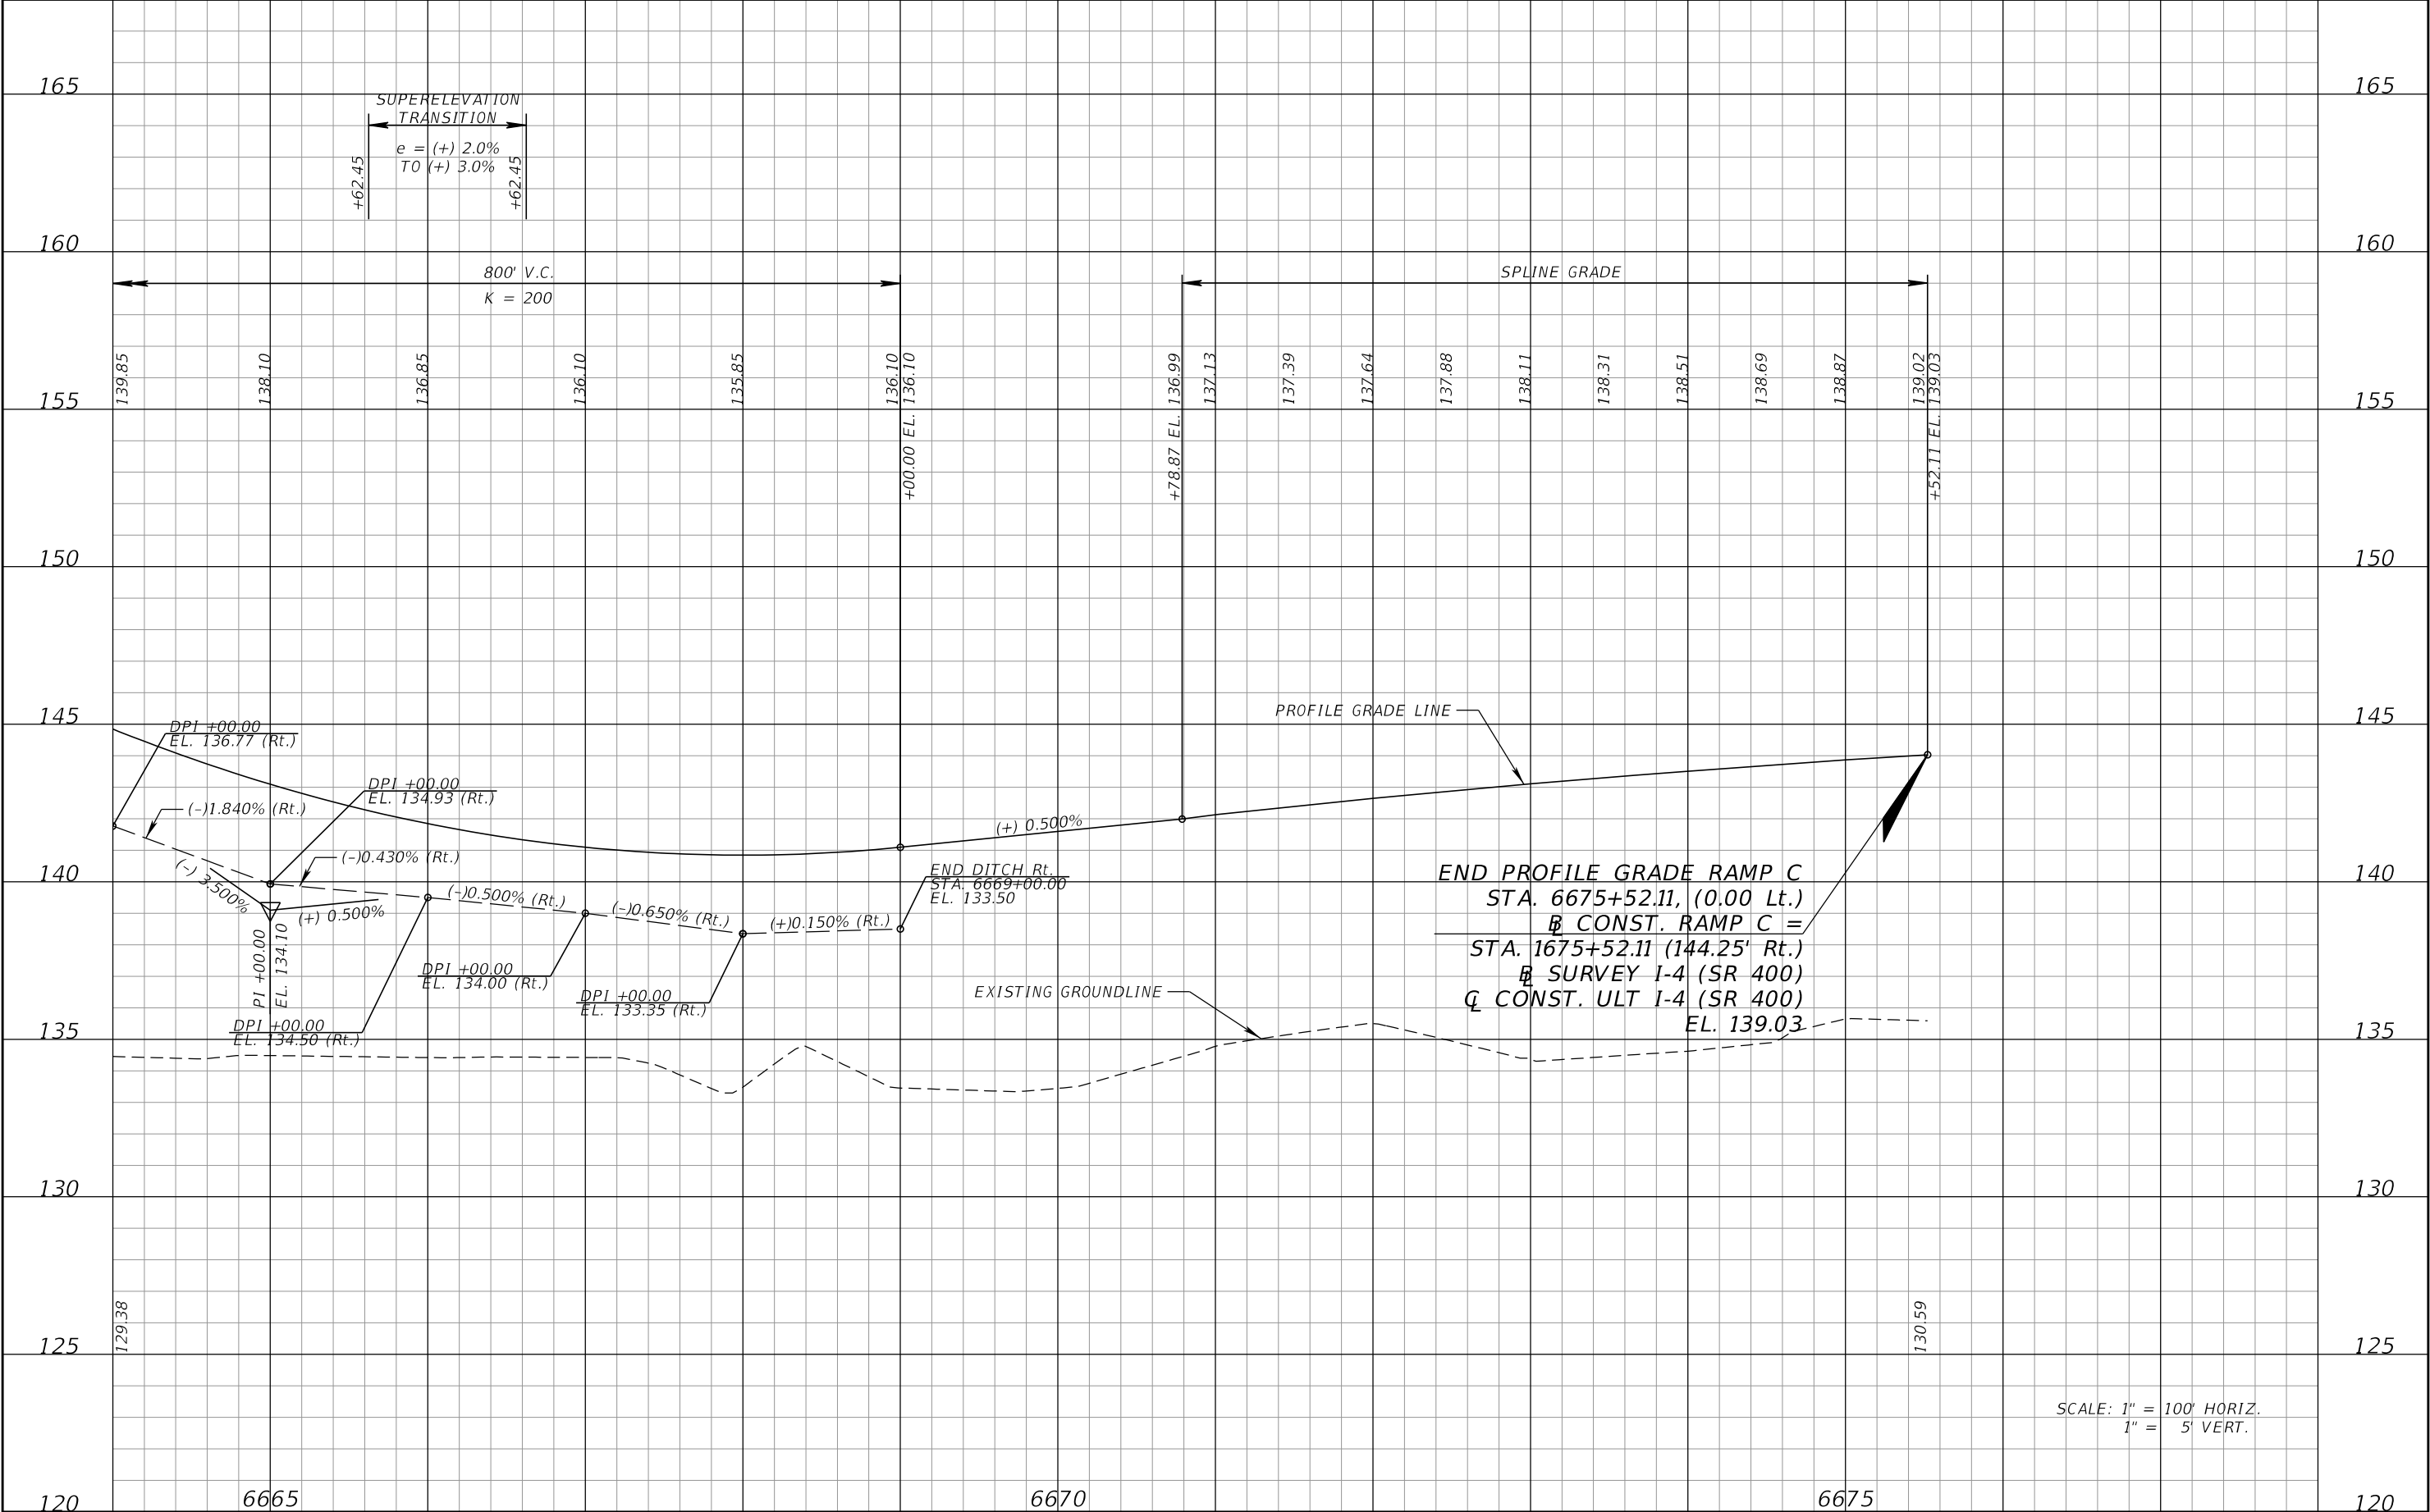 165
165
SUPERELEVATION
TRANSITION
e = (+) 2.0%
TO (+) 3.0%
+62.45
+62.45
160
160
800' V.C.
K = 200
SPLINE GRADE
139.85
138.10
136.85
136.10
135.85
136.10
+00.00 EL. 136.10
+78.87 EL. 136.99
137.13
137.39
137.64
137.88
138.11
138.31
138.51
138.69
138.87
139.02
+52.11 EL. 139.03
155
155
150
150
145
145
DPI +00.00
EL. 136.77 (Rt.)
PROFILE GRADE LINE
DPI +00.00
EL. 134.93 (Rt.)
(-)1.840% (Rt.)
(+) 0.500%
(-)0.430% (Rt.)
140
140
(-) 3.500%
(+) 0.500%
(-)0.500% (Rt.)
(-)0.650% (Rt.)
(+)0.150% (Rt.)
END DITCH Rt.
STA. 6669+00.00
EL. 133.50
PI +00.00
EL. 134.10
DPI +00.00
EL. 134.00 (Rt.)
DPI +00.00
EL. 133.35 (Rt.)
DPI +00.00
EL. 134.50 (Rt.)
EXISTING GROUNDLINE
END PROFILE GRADE RAMP C
STA. 6675+52.11, (0.00 Lt.)
BL CONST. RAMP C =
STA. 1675+52.11 (144.25' Rt.)
BL SURVEY I-4 (SR 400)
CL CONST. ULT I-4 (SR 400)
EL. 139.03
135
135
130
130
129.38
130.59
125
125
SCALE: 1" = 100' HORIZ.
1" = 5' VERT.
120
6665
6670
6675
120